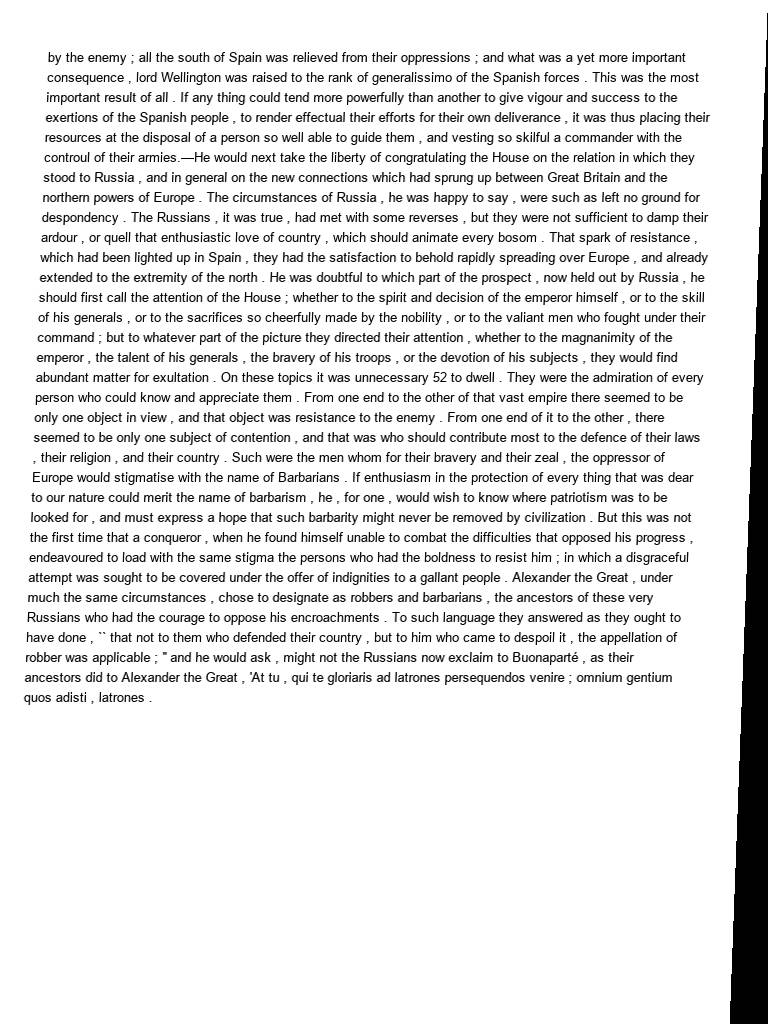 by the enemy ; all the south of Spain was relieved from their oppressions ; and what was a yet more important
consequence , lord Wellington was raised to the rank of generalissimo of the Spanish forces . This was the most
important result of all . If any thing could tend more powerfully than another to give vigour and success to the
exertions of the Spanish people , to render effectual their efforts for their own deliverance , it was thus placing their
resources at the disposal of a person so well able to guide them , and vesting so skilful a commander with the
controul of their armies.—He would next take the liberty of congratulating the House on the relation in which they
stood to Russia , and in general on the new connections which had sprung up between Great Britain and the
northern powers of Europe . The circumstances of Russia , he was happy to say , were such as left no ground for
despondency . The Russians , it was true , had met with some reverses , but they were not sufficient to damp their
ardour , or quell that enthusiastic love of country , which should animate every bosom . That spark of resistance ,
which had been lighted up in Spain , they had the satisfaction to behold rapidly spreading over Europe , and already
extended to the extremity of the north . He was doubtful to which part of the prospect , now held out by Russia , he
should first call the attention of the House ; whether to the spirit and decision of the emperor himself , or to the skill
of his generals , or to the sacrifices so cheerfully made by the nobility , or to the valiant men who fought under their
command ; but to whatever part of the picture they directed their attention , whether to the magnanimity of the
emperor , the talent of his generals , the bravery of his troops , or the devotion of his subjects , they would find
abundant matter for exultation . On these topics it was unnecessary 52 to dwell . They were the admiration of every
person who could know and appreciate them . From one end to the other of that vast empire there seemed to be
only one object in view , and that object was resistance to the enemy . From one end of it to the other , there
seemed to be only one subject of contention , and that was who should contribute most to the defence of their laws
, their religion , and their country . Such were the men whom for their bravery and their zeal , the oppressor of
Europe would stigmatise with the name of Barbarians . If enthusiasm in the protection of every thing that was dear
to our nature could merit the name of barbarism , he , for one , would wish to know where patriotism was to be
looked for , and must express a hope that such barbarity might never be removed by civilization . But this was not
the first time that a conqueror , when he found himself unable to combat the difficulties that opposed his progress ,
endeavoured to load with the same stigma the persons who had the boldness to resist him ; in which a disgraceful
attempt was sought to be covered under the offer of indignities to a gallant people . Alexander the Great , under
much the same circumstances , chose to designate as robbers and barbarians , the ancestors of these very
Russians who had the courage to oppose his encroachments . To such language they answered as they ought to
have done , `` that not to them who defended their country , but to him who came to despoil it , the appellation of
robber was applicable ; '' and he would ask , might not the Russians now exclaim to Buonaparté , as their
ancestors did to Alexander the Great , 'At tu , qui te gloriaris ad latrones persequendos venire ; omnium gentium
quos adisti , latrones .